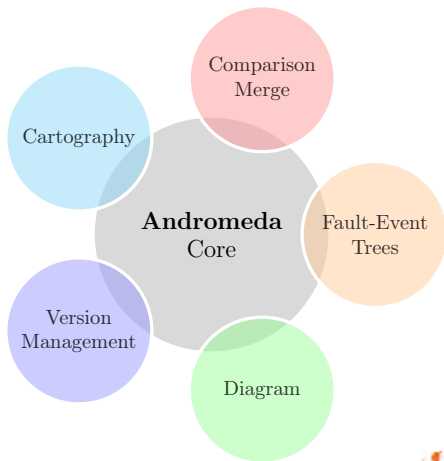 Comparison
Merge
Cartography
Andromeda
Core
Fault-Event
Trees
Version
Management
Diagram